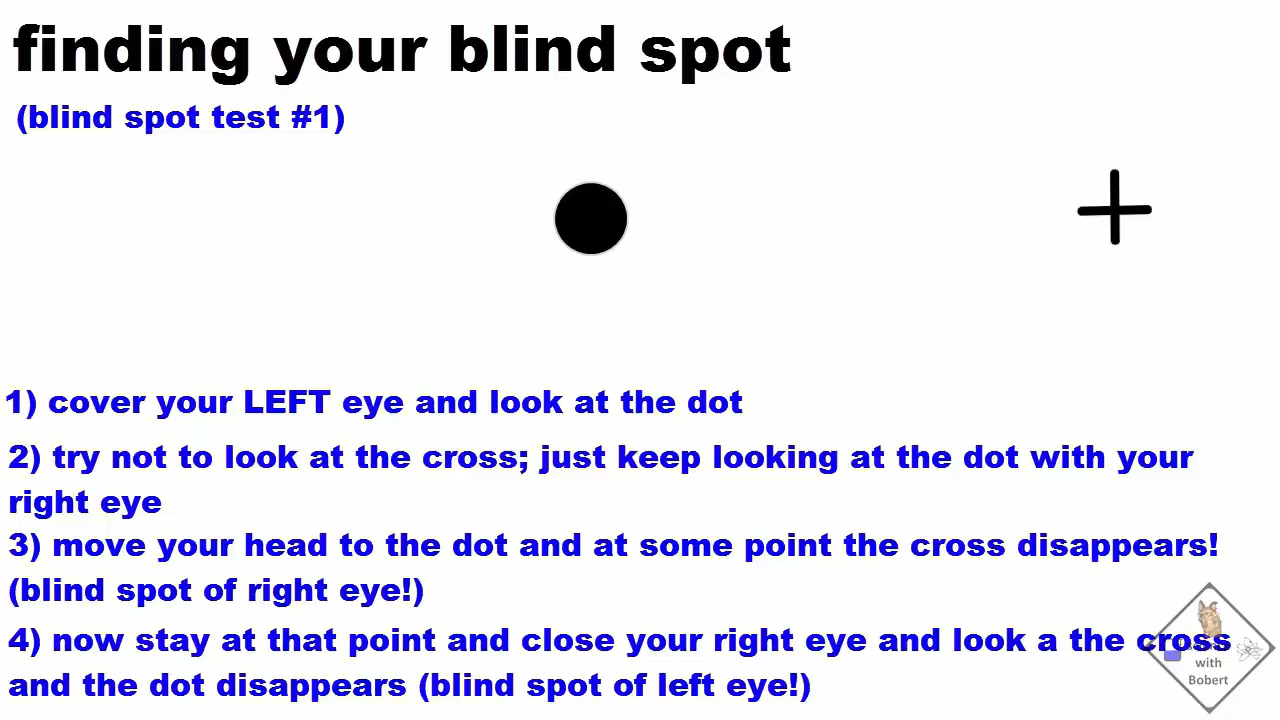 finding your blind spot
(blind spot test #1)
1) cover your LEFT eye and look at the dot
2) try not to look at the cross; just keep looking at the dot with your
right eye
3) move your head to the dot and at some point the cross disappears!
(blind spot of right eye!)
4) now stay at that point and close your right eye and look a the cross
and the dot disappears (blind spot of left eye!)
with
Bobert